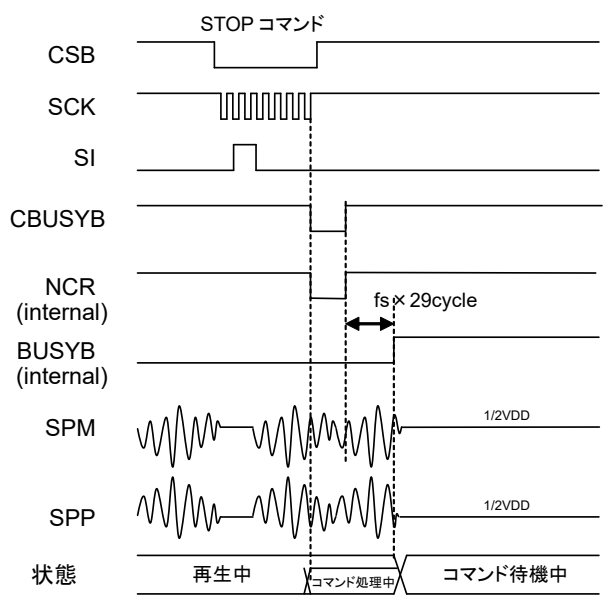 STOP コマンド
CSB
SCK
SI
CBUSYB
NCR
(internal)
fs×29cycle
BUSYB
(internal)
SPM
1/2VDD
SPP
1/2VDD
状態
再生中
コマンド処理中
コマンド待機中